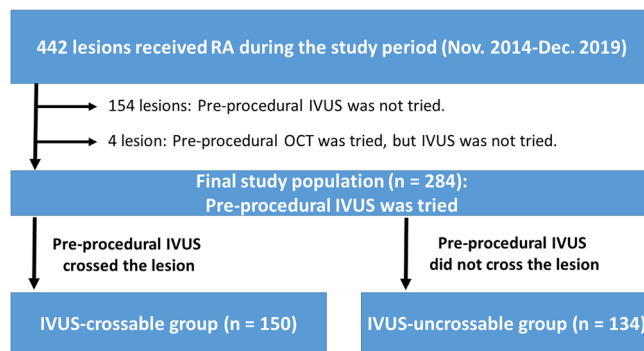 442 lesions received RA during the study period (Nov. 2014-Dec. 2019)
154 lesions: Pre-procedural IVUS was not tried.
4 lesion: Pre-procedural OCT was tried, but IVUS was not tried.
Final study population (n = 284):
Pre-procedural IVUS was tried
Pre-procedural IVUS
crossed the lesion
Pre-procedural IVUS
did not cross the lesion
IVUS-crossable group (n = 150)
IVUS-uncrossable group (n = 134)